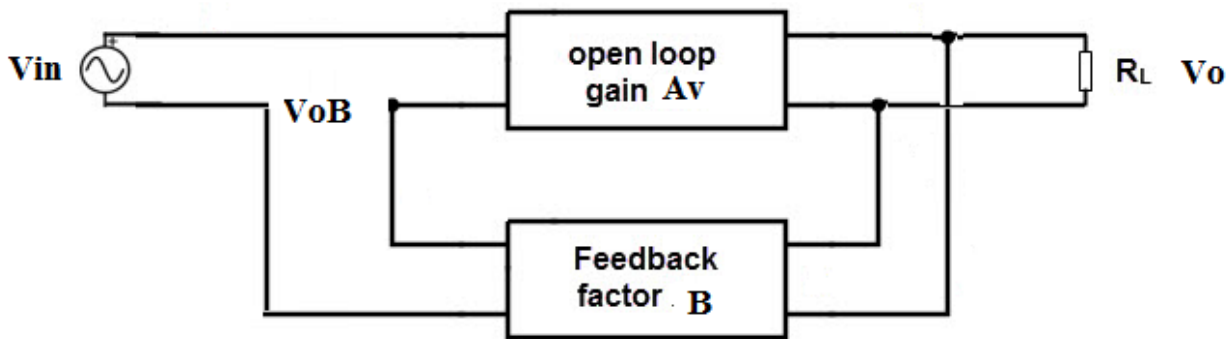 Vin
VoB
open loop
gain Av
RL Vo
Feedback
factor . B